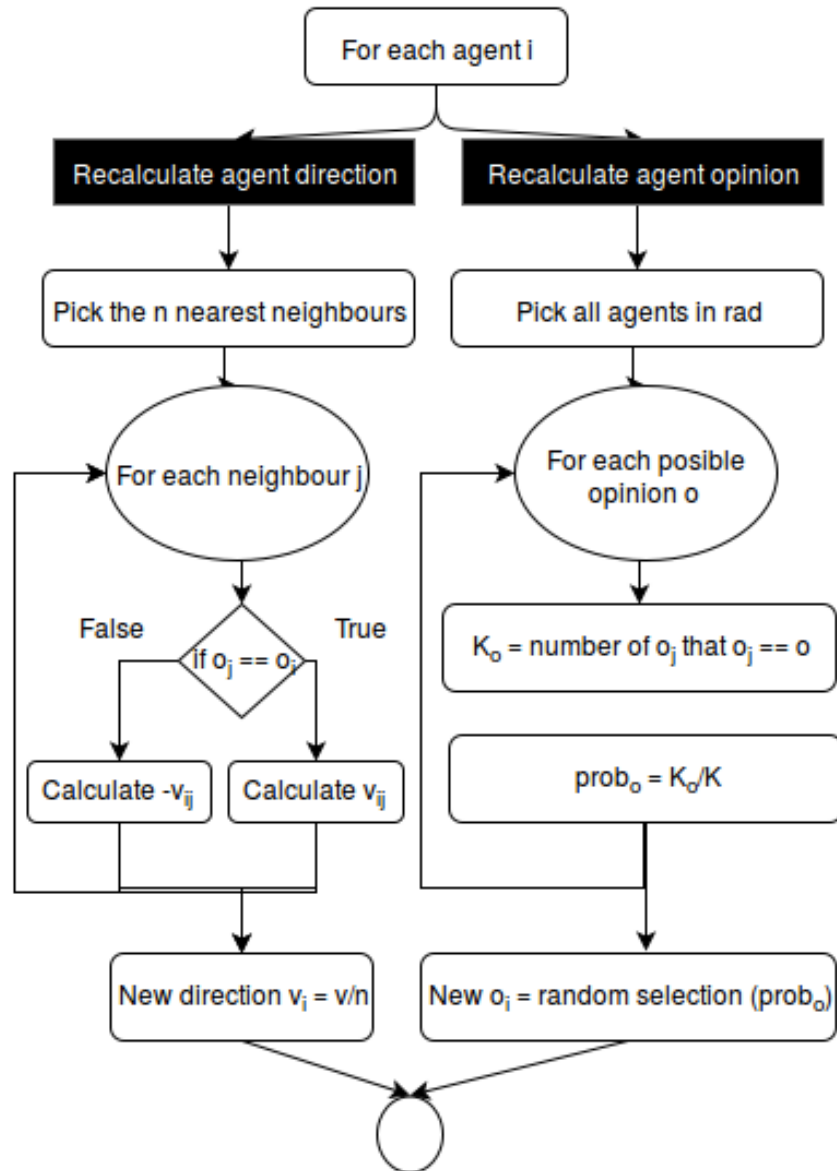 For each agent i
Recalculate agent direction
Recalculate agent opinion
Pick the n nearest neighbours
Pick all agents in rad
For each neighbour j
For each posible
opinion o
False
True
if oj == oi
Ko = number of oj that oj == o
Calculate -vij
Calculate vij
probo = Ko/K
New direction vi = v/n
New oi = random selection (probo)